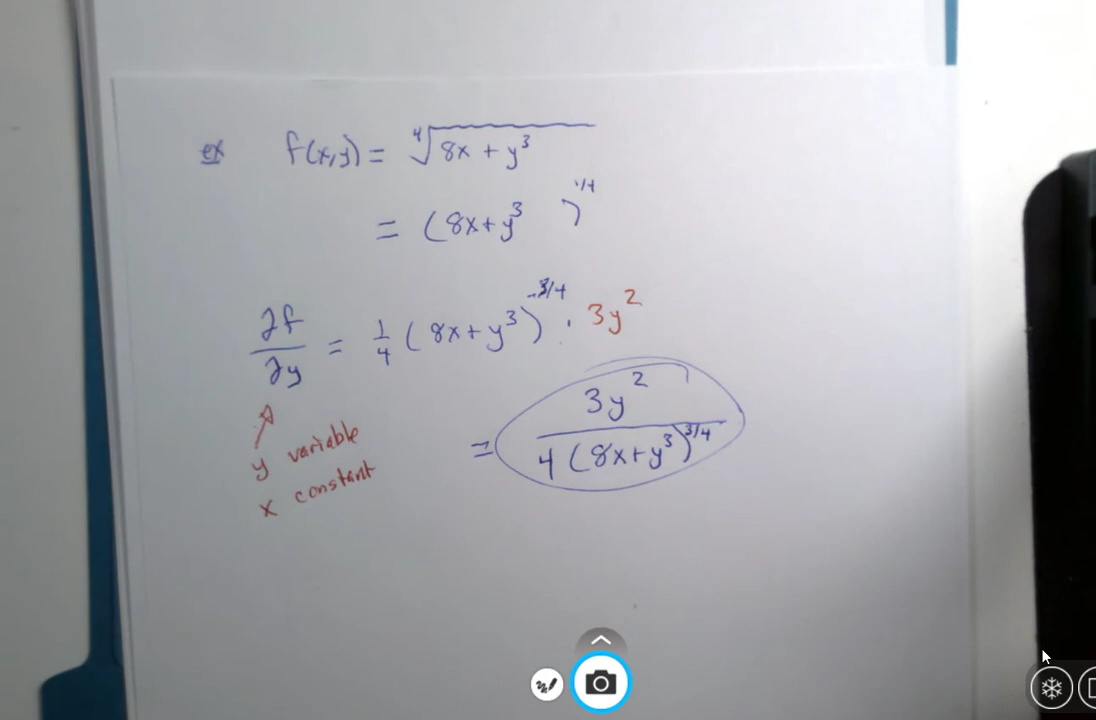 ex f(x,y) = ∜(8x + y³)
= (8x+y³ )^1/4
∂f/∂y = 1/4 (8x+y³)^-3/4 · 3y²
= 3y² / 4(8x+y³)^3/4
y variable
x constant